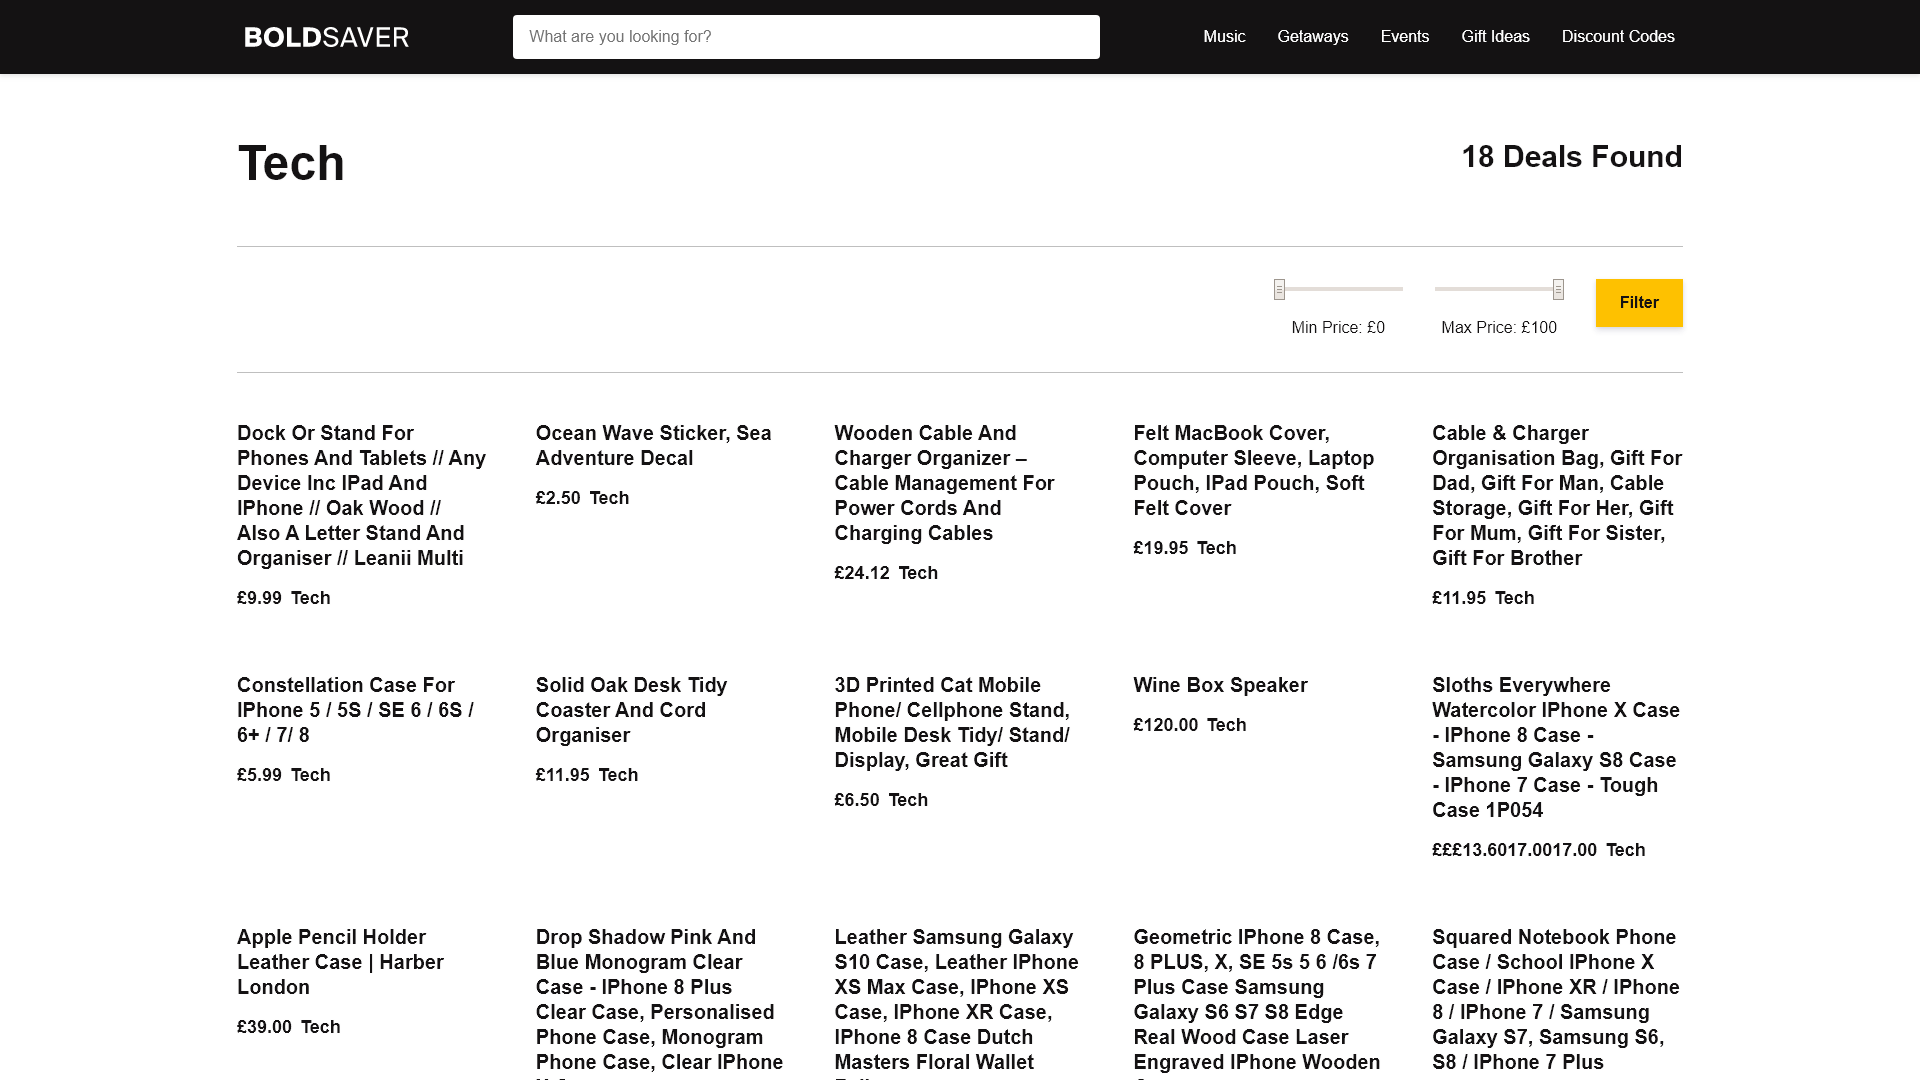 BOLDSAVER
What are you looking for?
Music
Getaways
Events
Gift Ideas
Discount Codes
Tech
18 Deals Found
Min Price: £0
Max Price: £100
Filter
Dock Or Stand For
Phones And Tablets // Any
Device Inc IPad And
IPhone // Oak Wood //
Also A Letter Stand And
Organiser // Leanii Multi
£9.99 Tech
Ocean Wave Sticker, Sea
Adventure Decal
£2.50 Tech
Wooden Cable And
Charger Organizer –
Cable Management For
Power Cords And
Charging Cables
£24.12 Tech
Felt MacBook Cover,
Computer Sleeve, Laptop
Pouch, IPad Pouch, Soft
Felt Cover
£19.95 Tech
Cable & Charger
Organisation Bag, Gift For
Dad, Gift For Man, Cable
Storage, Gift For Her, Gift
For Mum, Gift For Sister,
Gift For Brother
£11.95 Tech
Constellation Case For
IPhone 5 / 5S / SE 6 / 6S /
6+ / 7/ 8
£5.99 Tech
Solid Oak Desk Tidy
Coaster And Cord
Organiser
£11.95 Tech
3D Printed Cat Mobile
Phone/ Cellphone Stand,
Mobile Desk Tidy/ Stand/
Display, Great Gift
£6.50 Tech
Wine Box Speaker
£120.00 Tech
Sloths Everywhere
Watercolor IPhone X Case
- IPhone 8 Case -
Samsung Galaxy S8 Case
- IPhone 7 Case - Tough
Case 1P054
£££13.6017.0017.00 Tech
Apple Pencil Holder
Leather Case | Harber
London
£39.00 Tech
Drop Shadow Pink And
Blue Monogram Clear
Case - IPhone 8 Plus
Clear Case, Personalised
Phone Case, Monogram
Phone Case, Clear IPhone
Leather Samsung Galaxy
S10 Case, Leather IPhone
XS Max Case, IPhone XS
Case, IPhone XR Case,
IPhone 8 Case Dutch
Masters Floral Wallet
Geometric IPhone 8 Case,
8 PLUS, X, SE 5s 5 6 /6s 7
Plus Case Samsung
Galaxy S6 S7 S8 Edge
Real Wood Case Laser
Engraved IPhone Wooden
Squared Notebook Phone
Case / School IPhone X
Case / IPhone XR / IPhone
8 / IPhone 7 / Samsung
Galaxy S7, Samsung S6,
S8 / IPhone 7 Plus